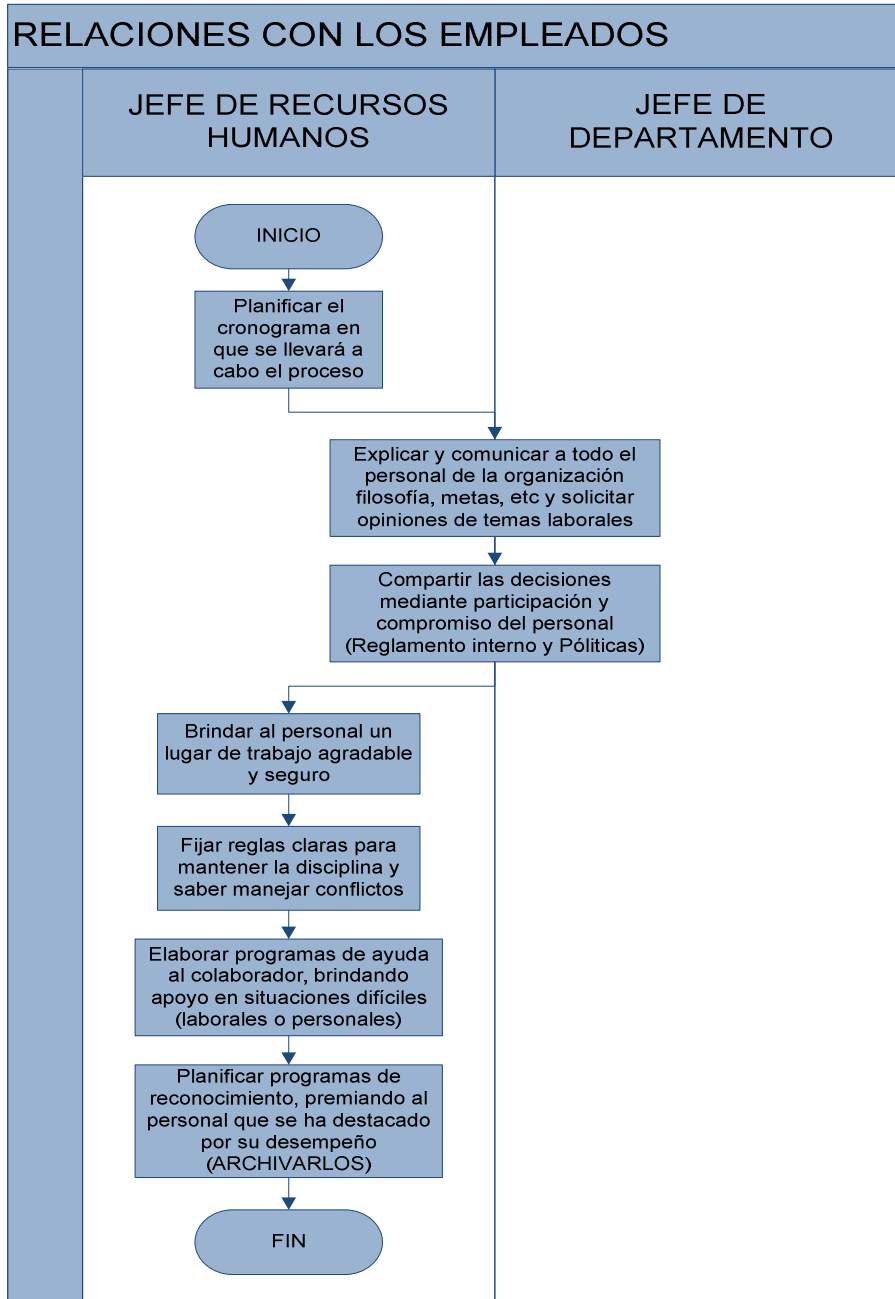 RELACIONES CON LOS EMPLEADOS
JEFE DE RECURSOS
HUMANOS
JEFE DE
DEPARTAMENTO
INICIO
Planificar el
cronograma en
que se llevará a
cabo el proceso
Explicar y comunicar a todo el
personal de la organización
filosofía, metas, etc y solicitar
opiniones de temas laborales
Compartir las decisiones
mediante participación y
compromiso del personal
(Reglamento interno y Póliticas)
Brindar al personal un
lugar de trabajo agradable
y seguro
Fijar reglas claras para
mantener la disciplina y
saber manejar conflictos
Elaborar programas de ayuda
al colaborador, brindando
apoyo en situaciones difíciles
(laborales o personales)
Planificar programas de
reconocimiento, premiando al
personal que se ha destacado
por su desempeño
(ARCHIVARLOS)
FIN